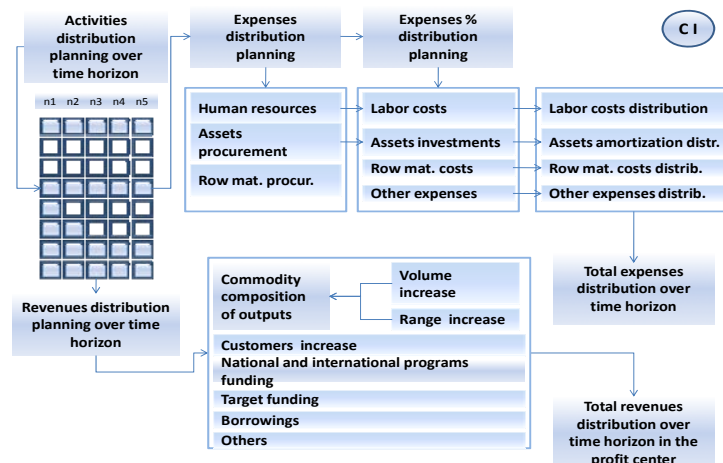 Activities
distribution
planning over
time horizon
Expenses
distribution
planning
Expenses %
distribution
planning
C I
n1 n2 n3 n4 n5
Human resources
Assets
procurement
Row mat. procur.
Labor costs
Assets investments
Row mat. costs
Other expenses
Labor costs distribution
Assets amortization distr.
Row mat. costs distrib.
Other expenses distrib.
Total expenses
distribution over
time horizon
Revenues distribution
planning over time
horizon
Commodity
composition
of outputs
Volume
increase
Range increase
Customers increase
National and international programs
funding
Target funding
Borrowings
Others
Total revenues
distribution over
time horizon in the
profit center